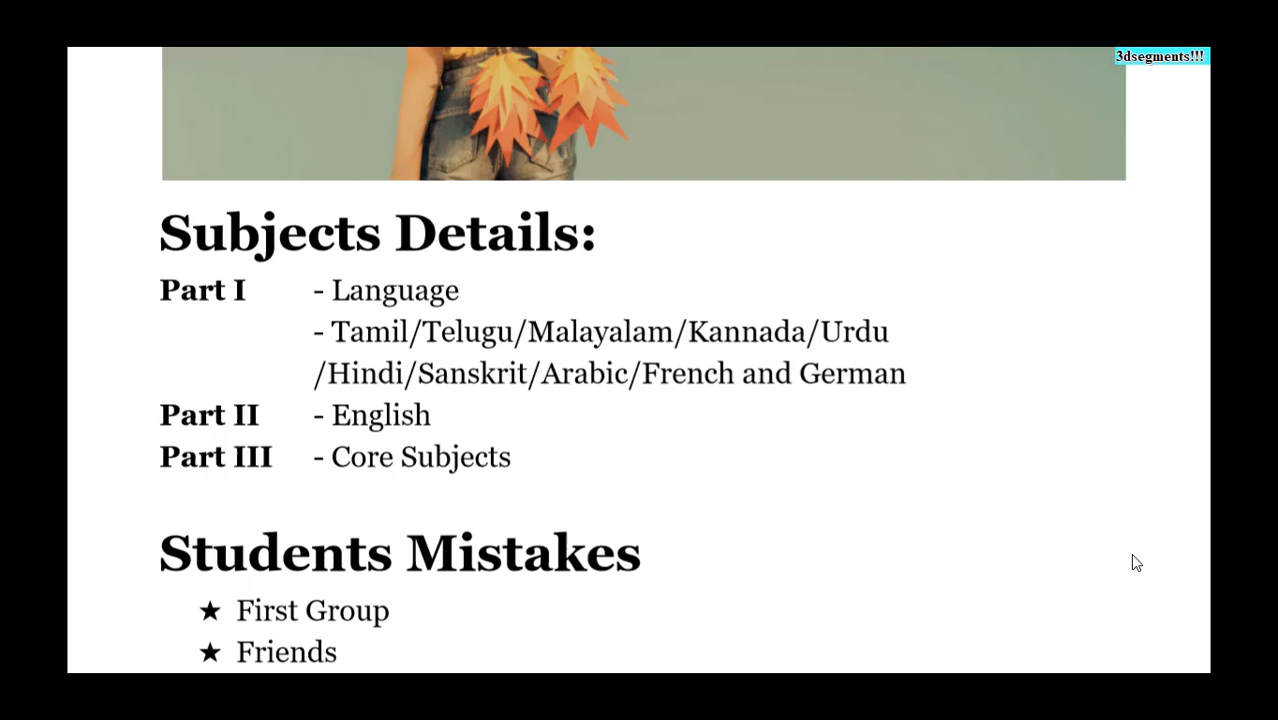 3dsegments!!!
Subjects Details:
Part I - Language
- Tamil/Telugu/Malayalam/Kannada/Urdu
/Hindi/Sanskrit/Arabic/French and German
Part II - English
Part III - Core Subjects
Students Mistakes
★ First Group
★ Friends